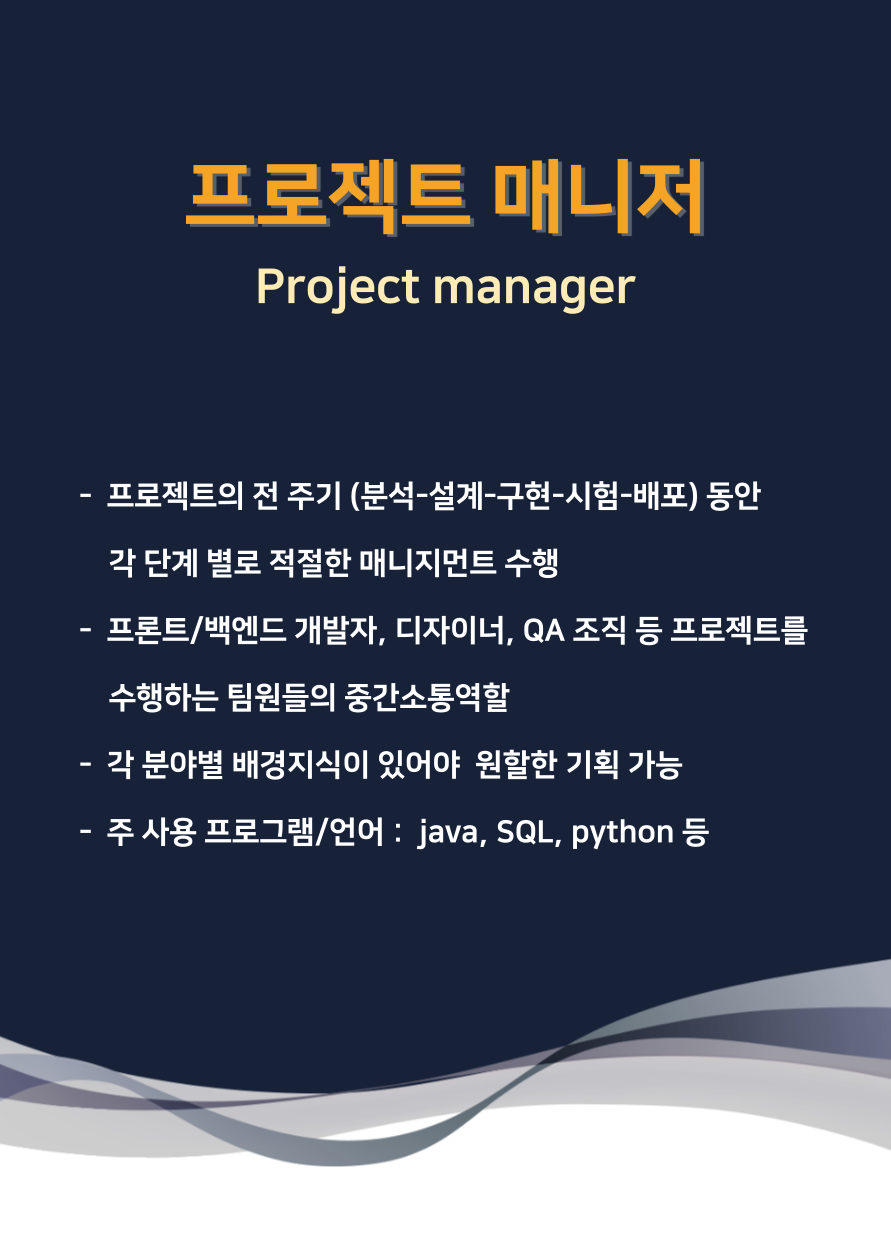 프로젝트 매니저
Project manager
- 프로젝트의 전 주기 (분석-설계-구현-시험-배포) 동안
각 단계 별로 적절한 매니지먼트 수행
- 프론트/백엔드 개발자, 디자이너, QA 조직 등 프로젝트를
수행하는 팀원들의 중간소통역할
- 각 분야별 배경지식이 있어야 원할한 기획 가능
- 주 사용 프로그램/언어 : java, SQL, python 등